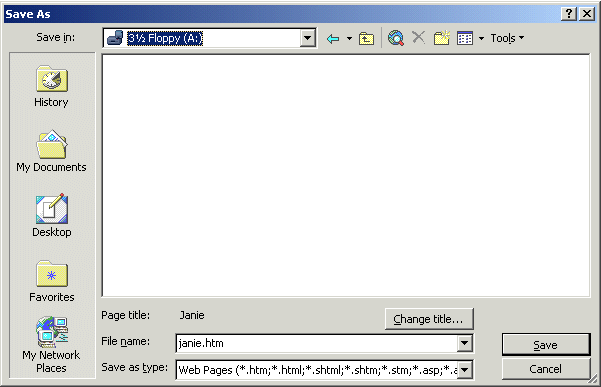 Save As
Save in: 3½ Floppy (A:) Tools
History
My Documents
Desktop
Favorites
My Network
Places
Page title: Janie Change title...
File name: janie.htm Save
Save as type: Web Pages (*.htm;*.html;*.shtml;*.shtm;*.stm;*.asp;*.a Cancel